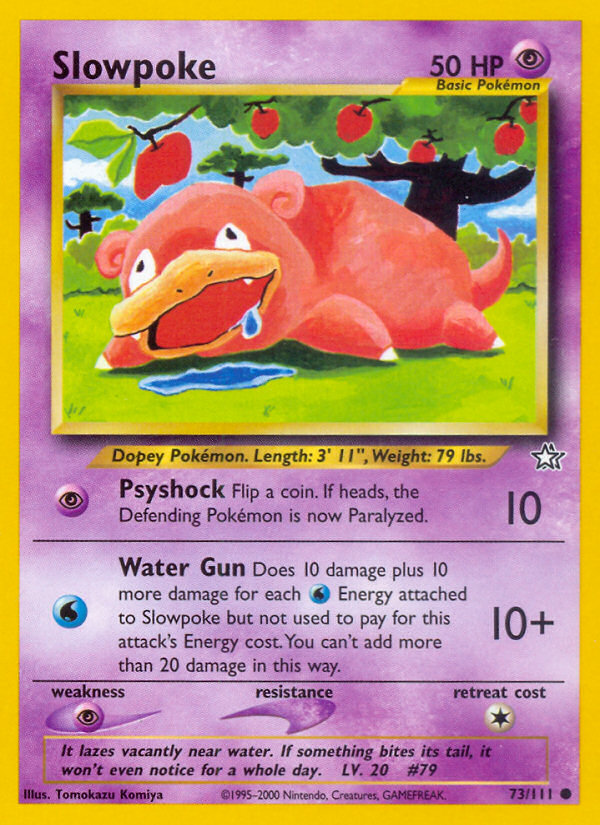 Slowpoke
50 HP
Basic Pokémon
Dopey Pokémon. Length: 3' 11", Weight: 79 lbs.
Psyshock Flip a coin. If heads, the
Defending Pokémon is now Paralyzed.
10
Water Gun Does 10 damage plus 10
more damage for each Energy attached
to Slowpoke but not used to pay for this
attack's Energy cost. You can't add more
than 20 damage in this way.
10+
weakness
resistance
retreat cost
It lazes vacantly near water. If something bites its tail, it
won't even notice for a whole day. LV. 20 #79
Illus. Tomokazu Komiya
©1995-2000 Nintendo, Creatures, GAMEFREAK.
73/111